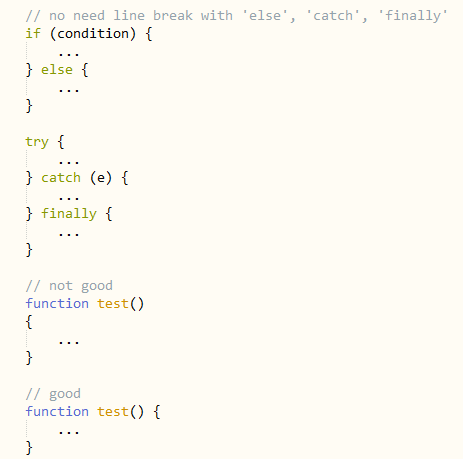 // no need line break with 'else', 'catch', 'finally'
if (condition) {
    ...
} else {
    ...
}

try {
    ...
} catch (e) {
    ...
} finally {
    ...
}

// not good
function test()
{
    ...
}

// good
function test() {
    ...
}